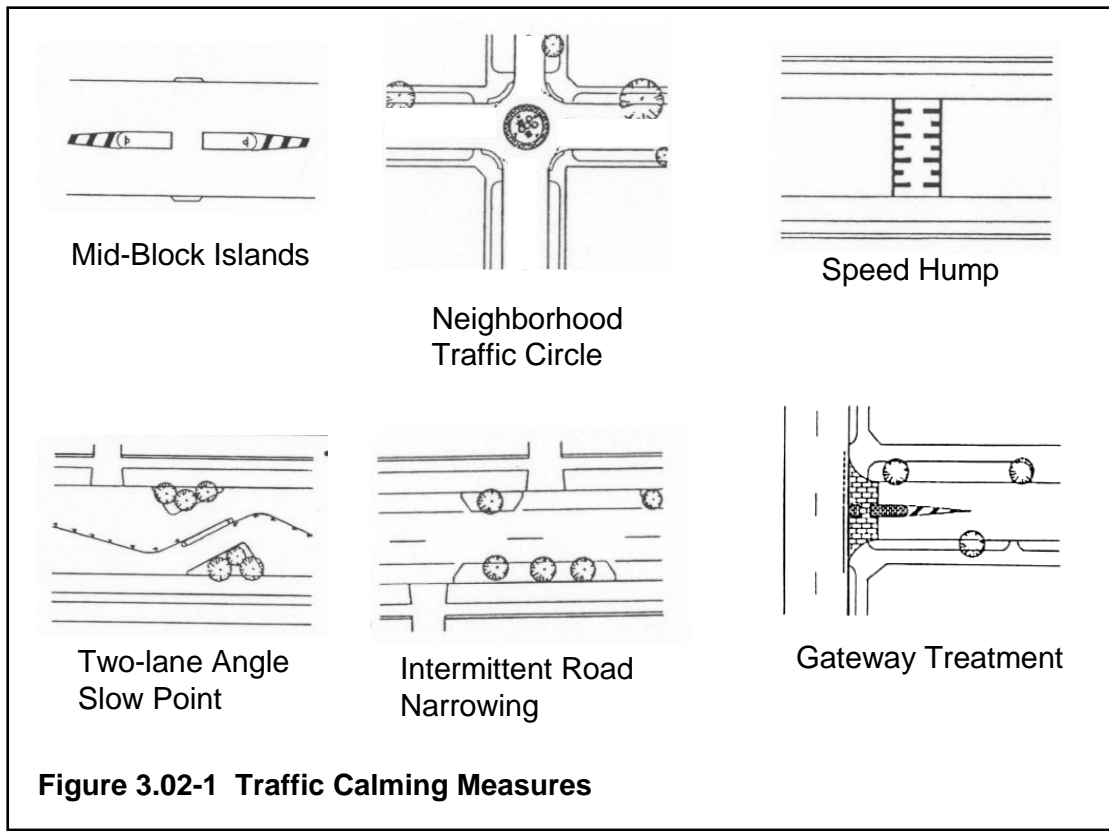 Mid-Block Islands
Neighborhood
Traffic Circle
Speed Hump
Two-lane Angle
Slow Point
Intermittent Road
Narrowing
Gateway Treatment
Figure 3.02-1 Traffic Calming Measures